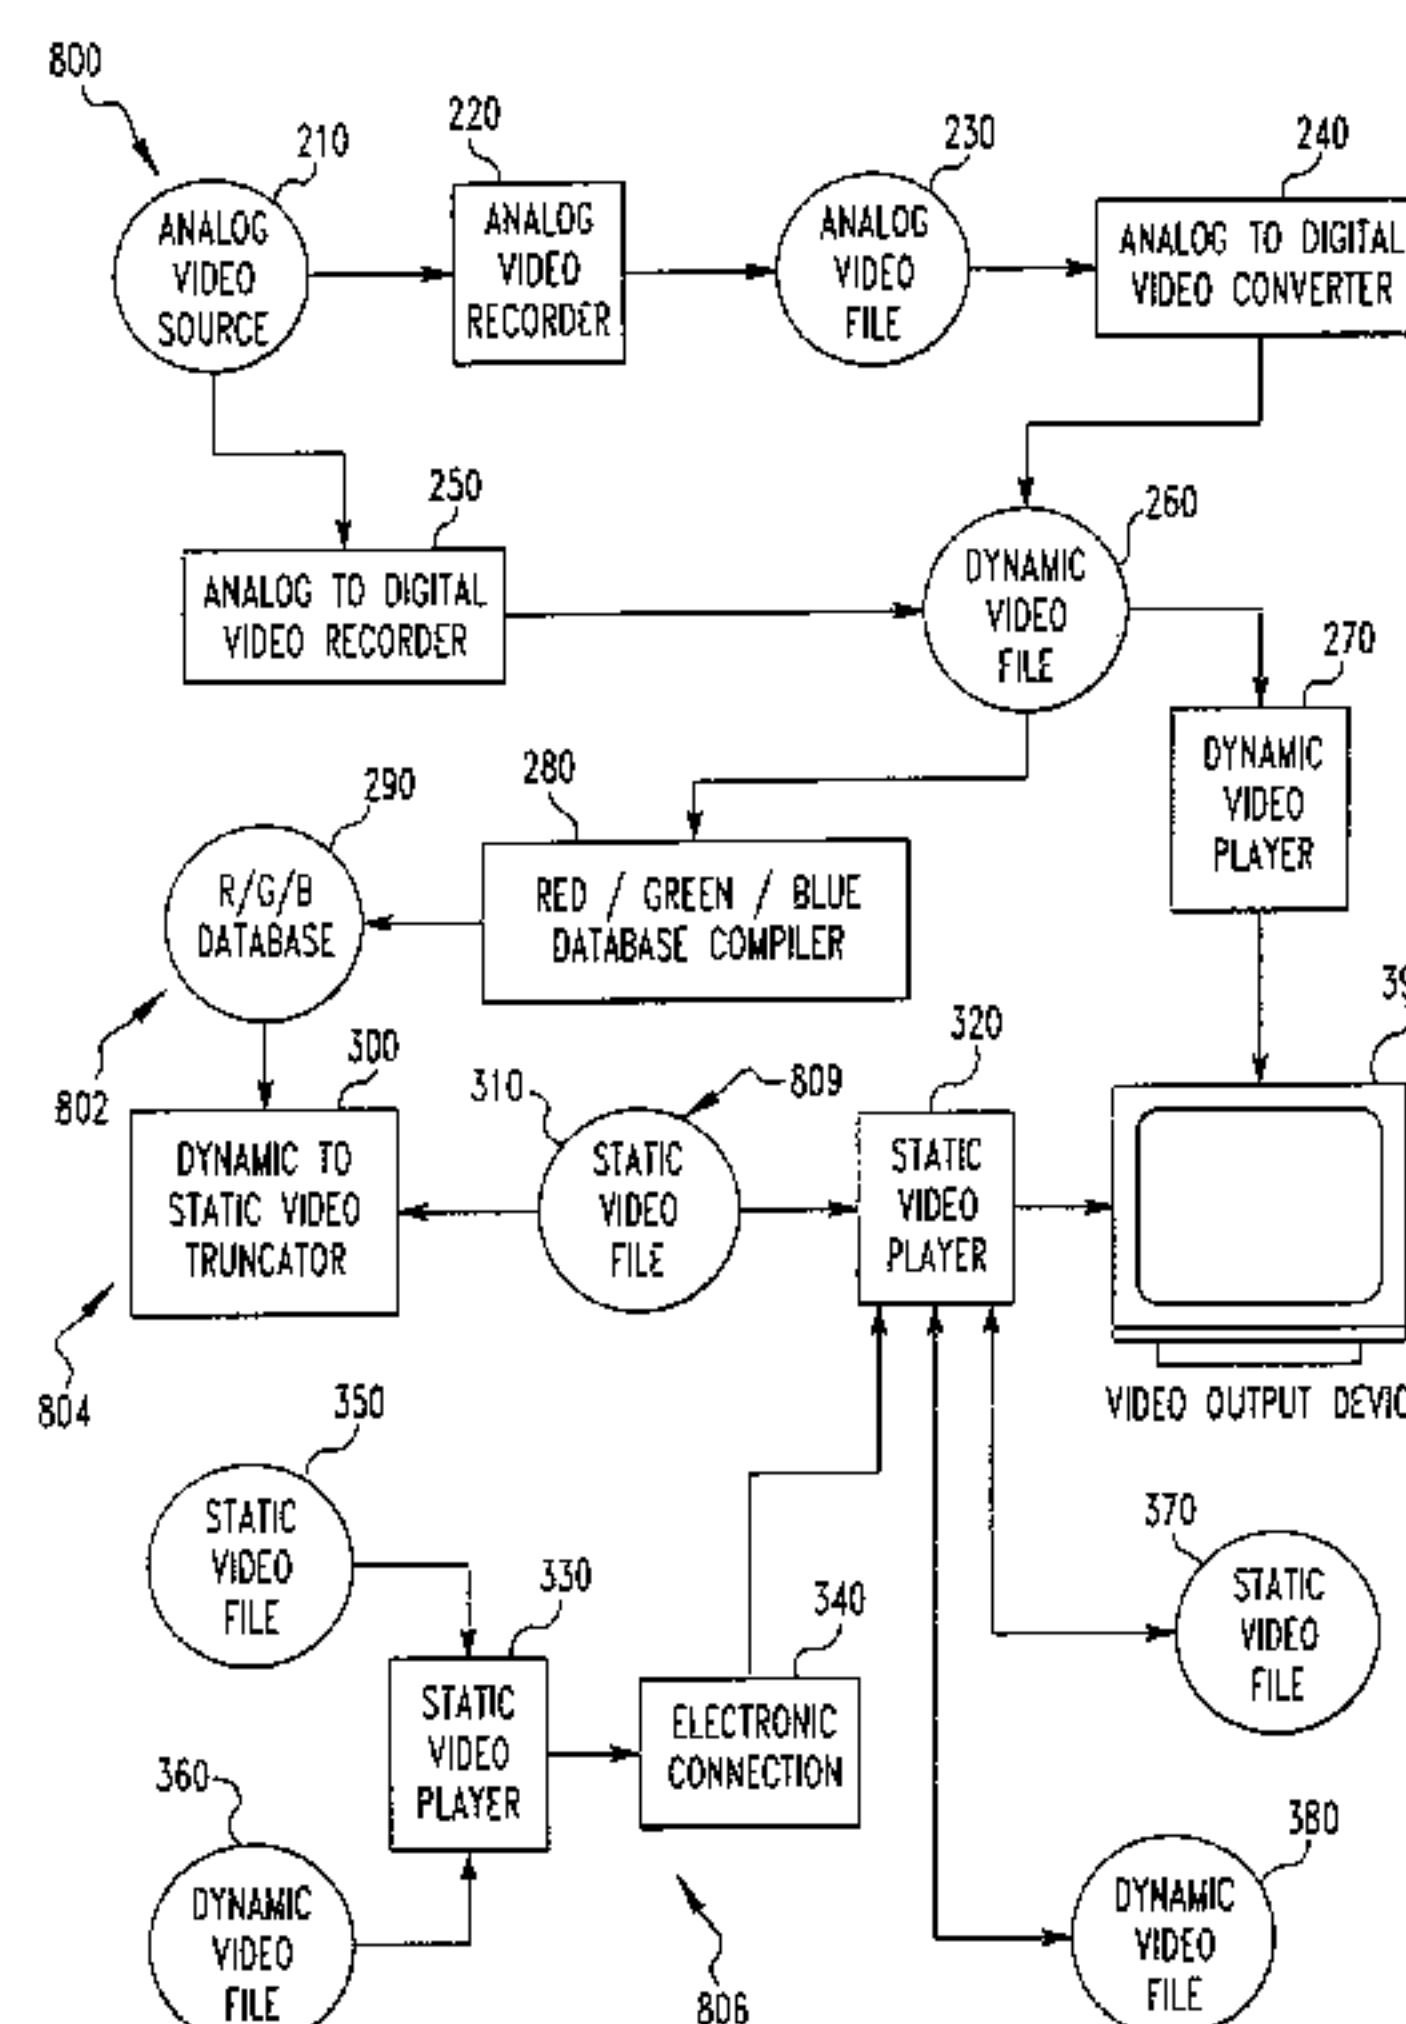 800
210
220
230
240
ANALOG
VIDEO
SOURCE
ANALOG
VIDEO
RECORDER
ANALOG
VIDEO
FILE
ANALOG TO DIGITAL
VIDEO CONVERTER
250
260
ANALOG TO DIGITAL
VIDEO RECORDER
DYNAMIC
VIDEO
FILE
270
DYNAMIC
VIDEO
PLAYER
280
290
R/G/B
DATABASE
RED / GREEN / BLUE
DATABASE COMPILER
802
300
310
809
320
DYNAMIC TO
STATIC VIDEO
TRUNCATOR
STATIC
VIDEO
FILE
STATIC
VIDEO
PLAYER
VIDEO OUTPUT
804
350
STATIC
VIDEO
FILE
330
340
370
STATIC
VIDEO
FILE
STATIC
VIDEO
PLAYER
ELECTRONIC
CONNECTION
360
380
DYNAMIC
VIDEO
FILE
DYNAMIC
VIDEO
FILE
806